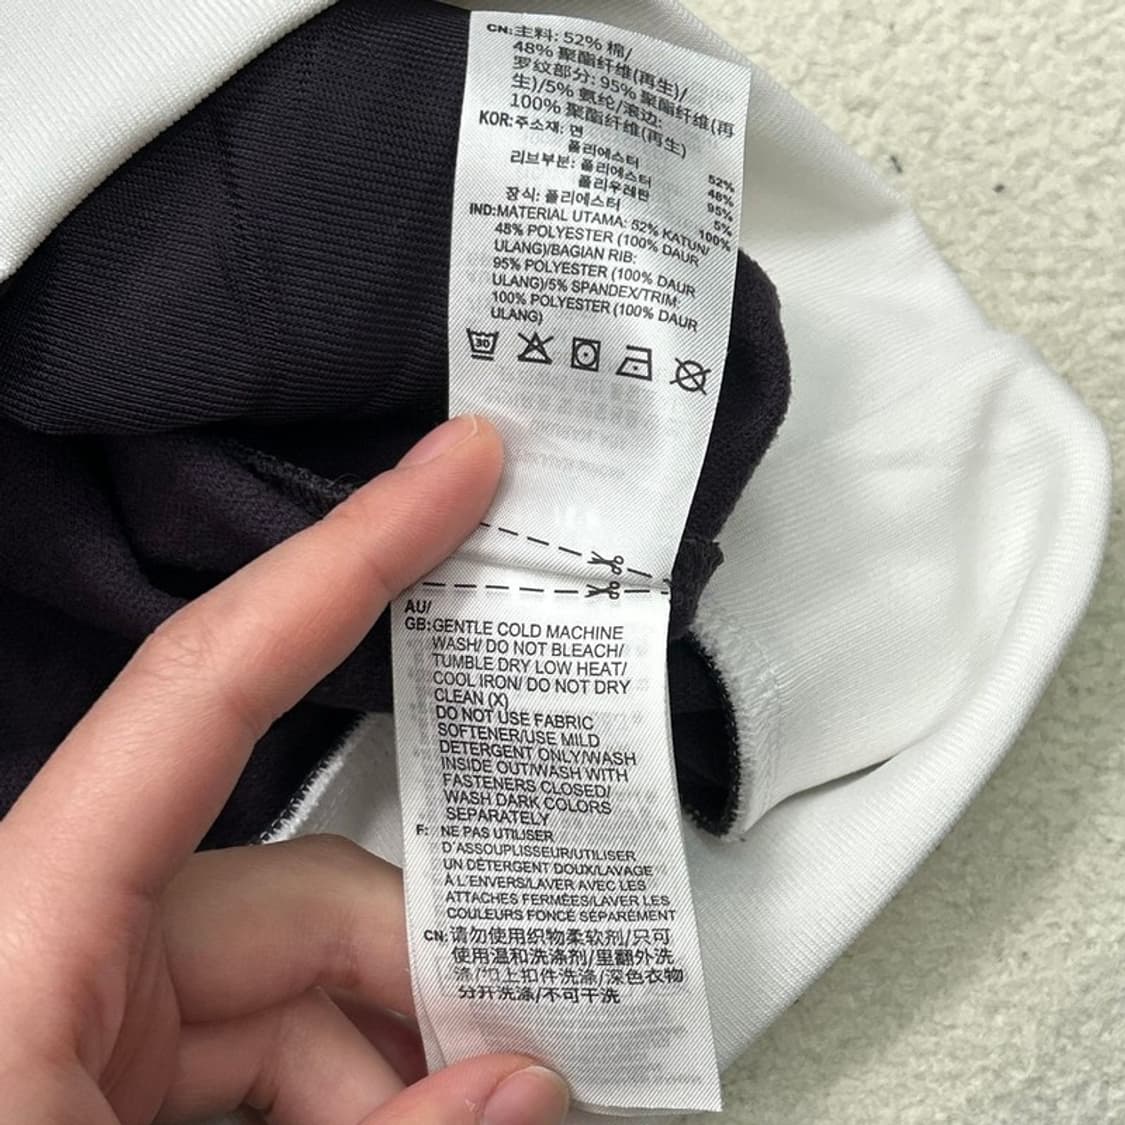 CN:主料: 52% 棉/
48% 聚酯纤维(再生)/
罗纹部分: 95% 聚酯纤维(再
生)/5% 氨纶/滚边:
100% 聚酯纤维(再生)
KOR:주소재: 면 52%
폴리에스터 48%
리브부분: 폴리에스터 95%
폴리우레탄 5%
장식: 폴리에스터 100%
IND:MATERIAL UTAMA: 52% KATUN/
48% POLYESTER (100% DAUR
ULANG)/BAGIAN RIB:
95% POLYESTER (100% DAUR
ULANG)/5% SPANDEX/TRIM:
100% POLYESTER (100% DAUR
ULANG)
30
AU/
GB:GENTLE COLD MACHINE
WASH/ DO NOT BLEACH/
TUMBLE DRY LOW HEAT/
COOL IRON/ DO NOT DRY
CLEAN (X)
DO NOT USE FABRIC
SOFTENER/USE MILD
DETERGENT ONLY/WASH
INSIDE OUT/WASH WITH
FASTENERS CLOSED/
WASH DARK COLORS
SEPARATELY
F: NE PAS UTILISER
D'ASSOUPLISSEUR/UTILISER
UN DÉTERGENT DOUX/LAVAGE
À L'ENVERS/LAVER AVEC LES
ATTACHES FERMÉES/LAVER LES
COULEURS FONCÉ SÉPARÉMENT
CN:请勿使用织物柔软剂/只可
使用温和洗涤剂/里翻外洗
涤/扣上扣件洗涤/深色衣物
分开洗涤/不可干洗